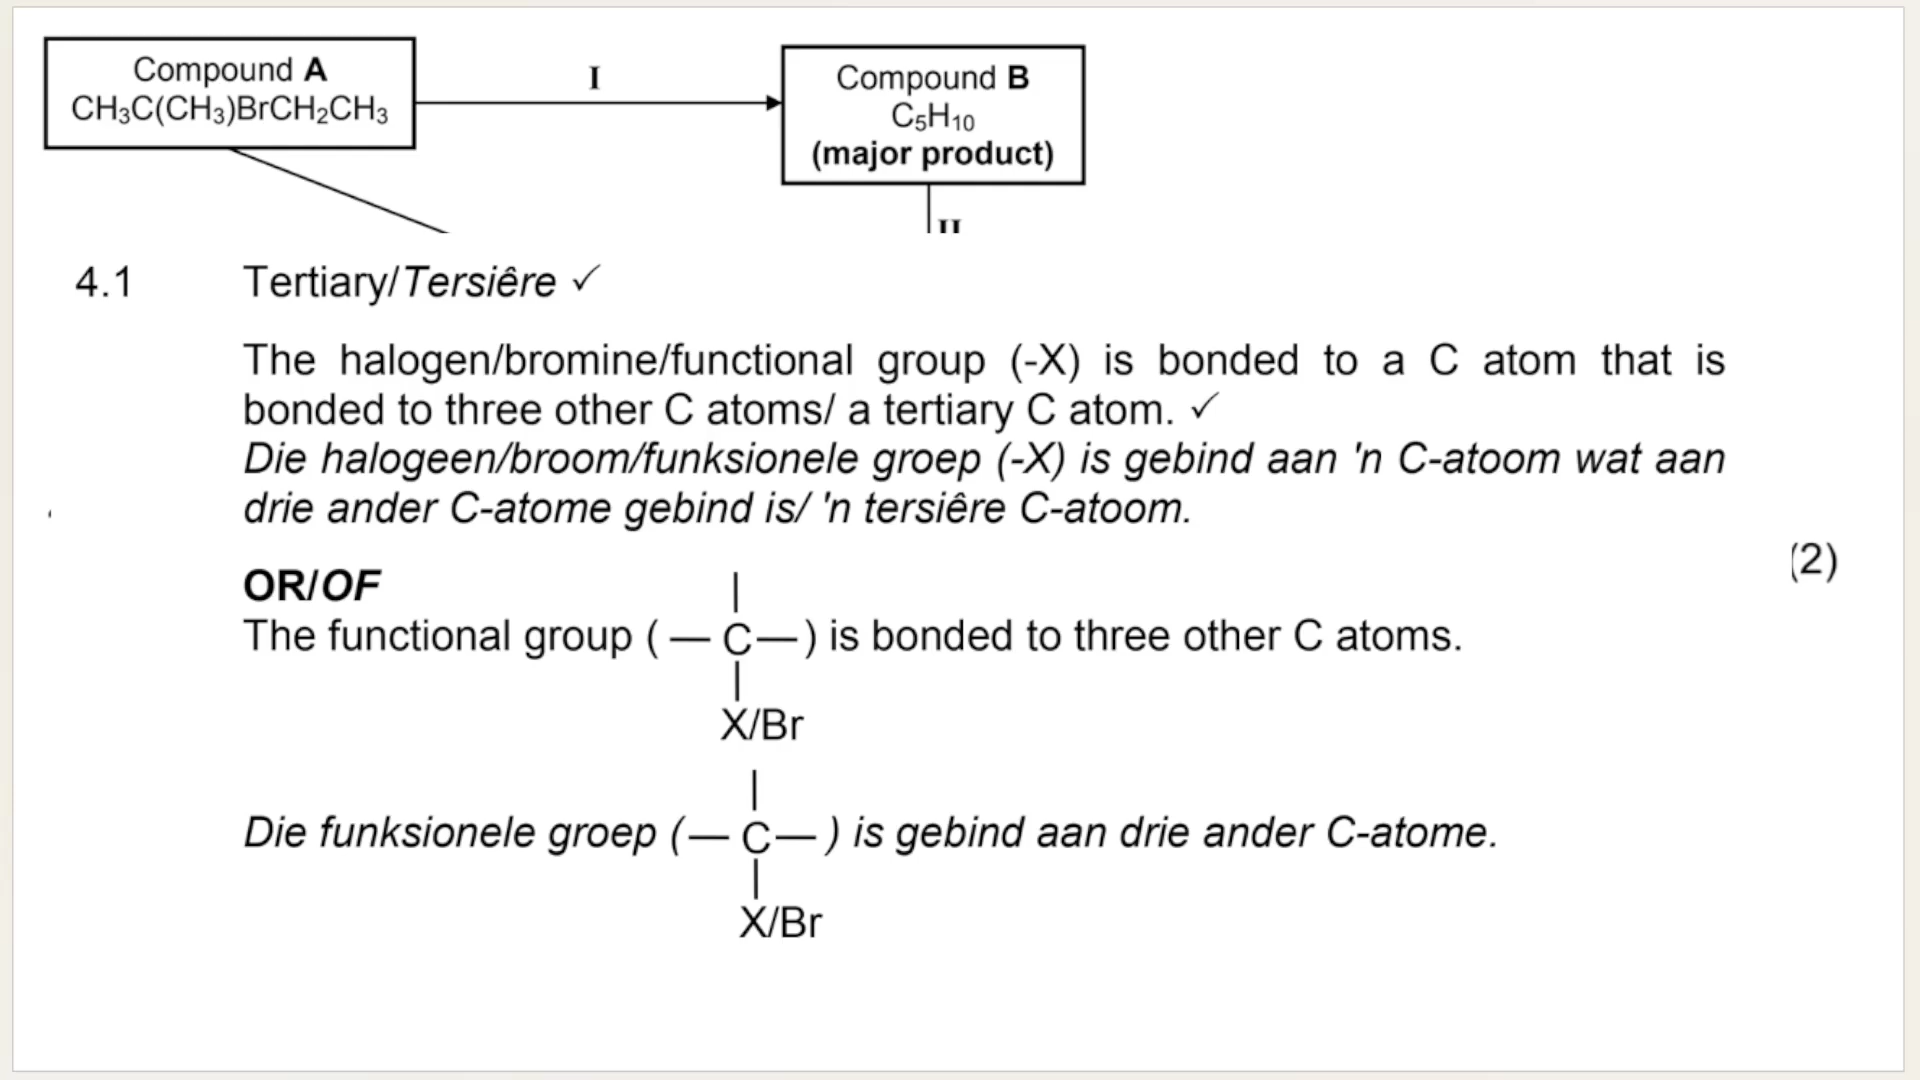 Compound A
CH₃C(CH₃)BrCH₂CH₃
I
Compound B
C₅H₁₀
(major product)
II
4.1 Tertiary/Tersiêre ✓
The halogen/bromine/functional group (-X) is bonded to a C atom that is
bonded to three other C atoms/ a tertiary C atom. ✓
Die halogeen/broom/funksionele groep (-X) is gebind aan 'n C-atoom wat aan
drie ander C-atome gebind is/ 'n tersiêre C-atoom.
(2)
OR/OF
The functional group ( — C — ) is bonded to three other C atoms.
X/Br
Die funksionele groep (— C — ) is gebind aan drie ander C-atome.
X/Br